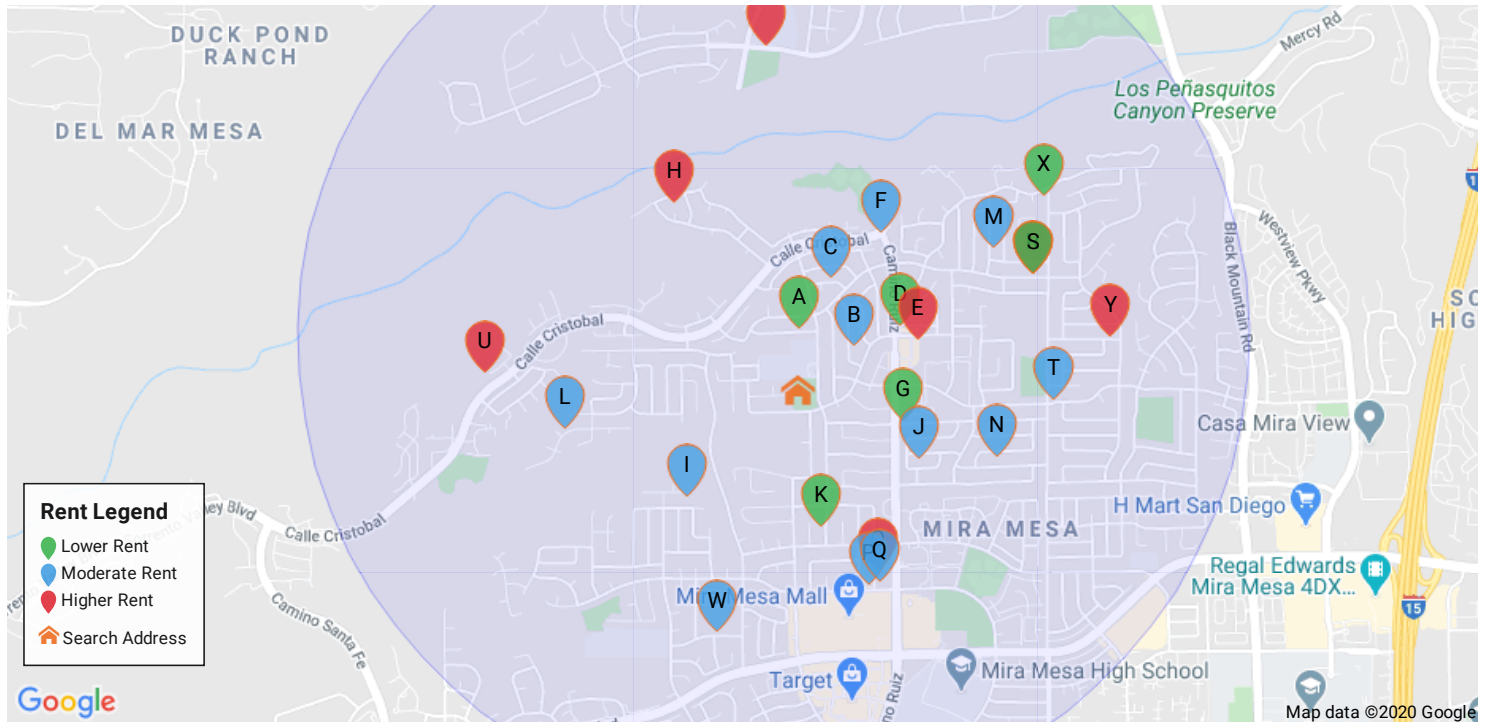 DUCK POND
RANCH
Mercy Rd
Los Peñasquitos
Canyon Preserve
DEL MAR MESA
X
H
F
M
S
C
Calle Cristobal
Westview Pkwy
Black Mountain Rd
A
D
E
B
Y
U
Calle Cristobal
T
L
G
J
N
Casa Mira View
I
K
H Mart San Diego
MIRA MESA
Q
Regal Edwards
Mira Mesa 4DX...
W
Mira Mesa Mall
15
Calle Cristobal
Camino Santa Fe
Mira Mesa High School
Target
Rent Legend
Lower Rent
Moderate Rent
Higher Rent
Search Address
Google
Map data ©2020 Google